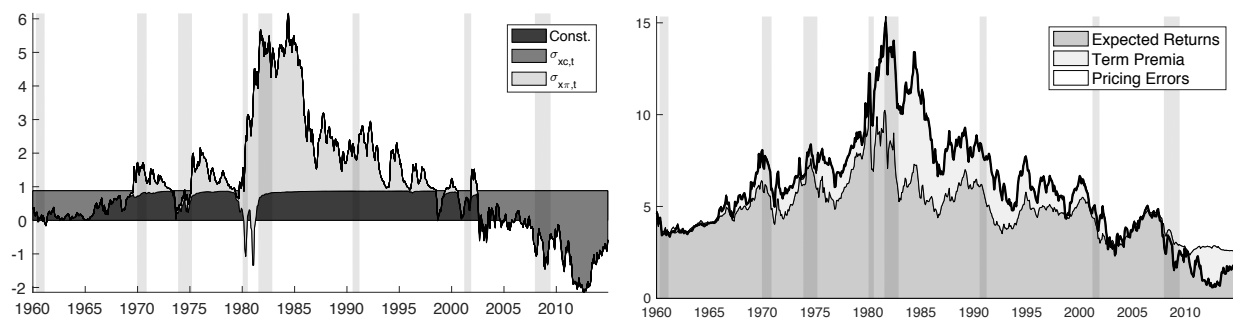 6
5
4
3
2
1
0
-1
-2
1960 1965 1970 1975 1980 1985 1990 1995 2000 2005 2010
Const.
σxc,t
σxπ,t
15
10
5
0
1960 1965 1970 1975 1980 1985 1990 1995 2000 2005 2010
Expected Returns
Term Premia
Pricing Errors